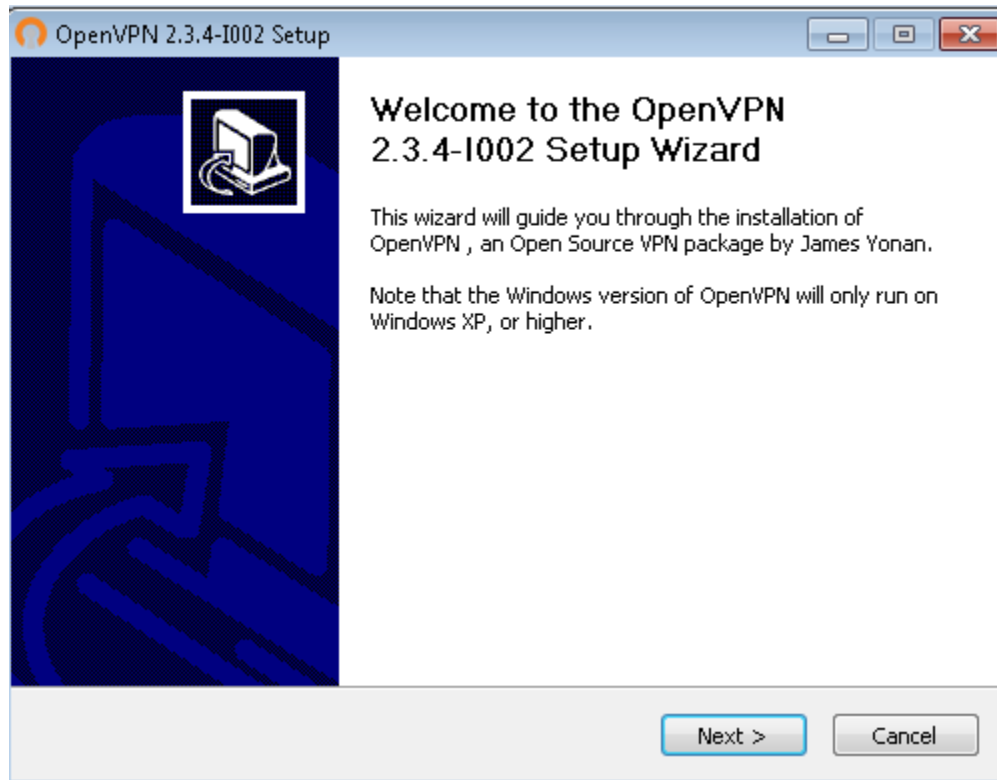 OpenVPN 2.3.4-I002 Setup
Welcome to the OpenVPN
2.3.4-I002 Setup Wizard
This wizard will guide you through the installation of
OpenVPN , an Open Source VPN package by James Yonan.
Note that the Windows version of OpenVPN will only run on
Windows XP, or higher.
Next >
Cancel